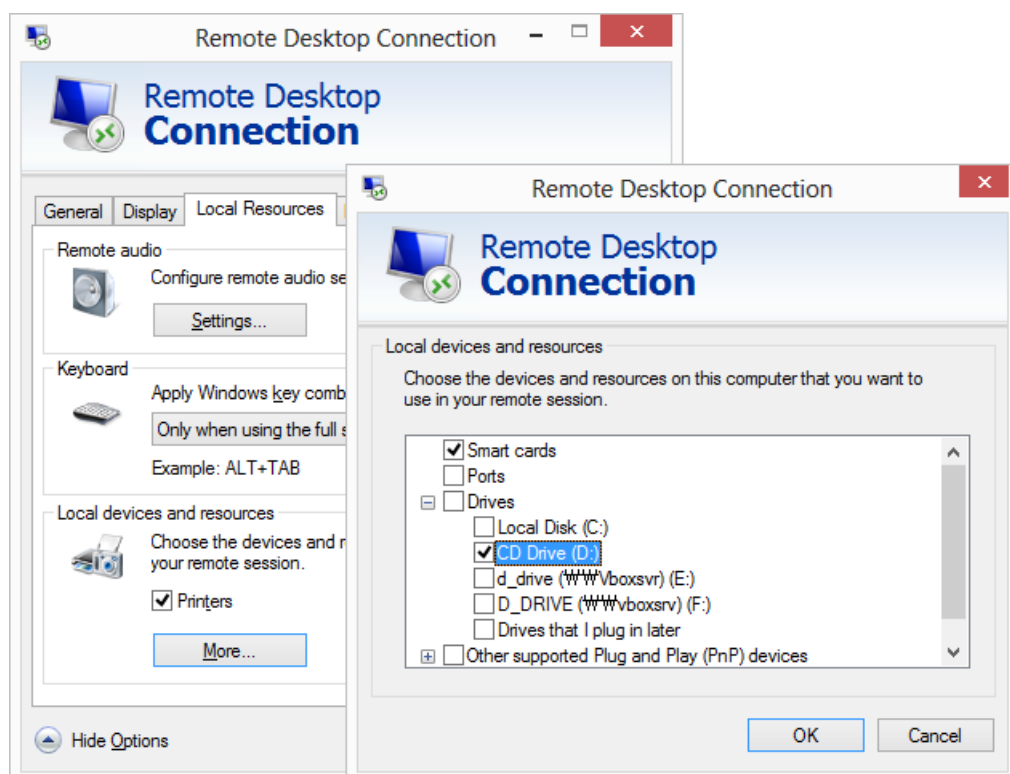 Remote Desktop Connection
Remote Desktop
Connection
General Display Local Resources
Remote audio
Configure remote audio se
Settings...
Keyboard
Apply Windows key comb
Only when using the full s
Example: ALT+TAB
Local devices and resources
Choose the devices and r
your remote session.
Printers
More...
Hide Options
Remote Desktop Connection
Remote Desktop
Connection
Local devices and resources
Choose the devices and resources on this computer that you want to
use in your remote session.
Smart cards
Ports
Drives
Local Disk (C:)
CD Drive (D:)
d_drive (₩₩Vboxsvr) (E:)
D_DRIVE (₩₩vboxsrv) (F:)
Drives that I plug in later
Other supported Plug and Play (PnP) devices
OK Cancel